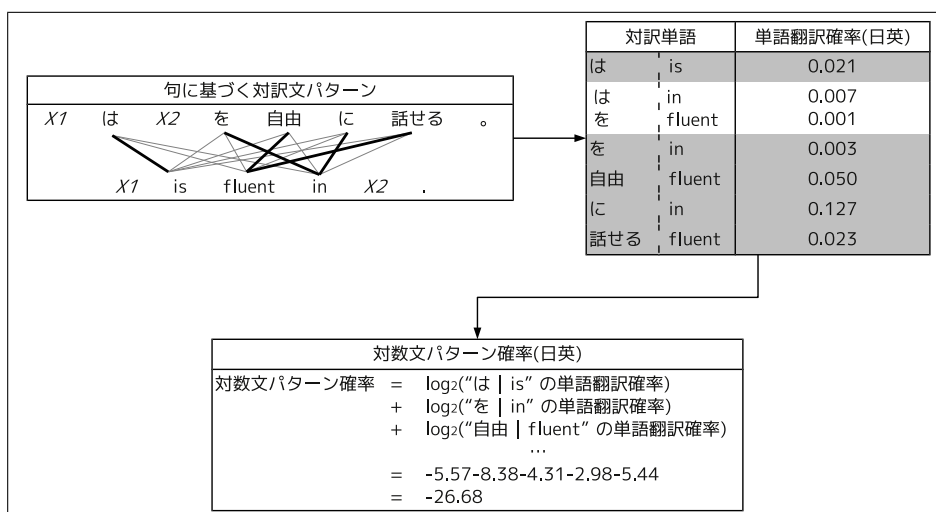 句に基づく対訳文パターン
X1 は X2 を 自由 に 話せる 。
X1 is fluent in X2 .
対訳単語 単語翻訳確率(日英)
は is 0.021
は in 0.007
を fluent 0.001
を in 0.003
自由 fluent 0.050
に in 0.127
話せる fluent 0.023
対数文パターン確率(日英)
対数文パターン確率 = log₂("は | is" の単語翻訳確率)
+ log₂("を | in" の単語翻訳確率)
+ log₂("自由 | fluent" の単語翻訳確率)
…
= -5.57-8.38-4.31-2.98-5.44
= -26.68